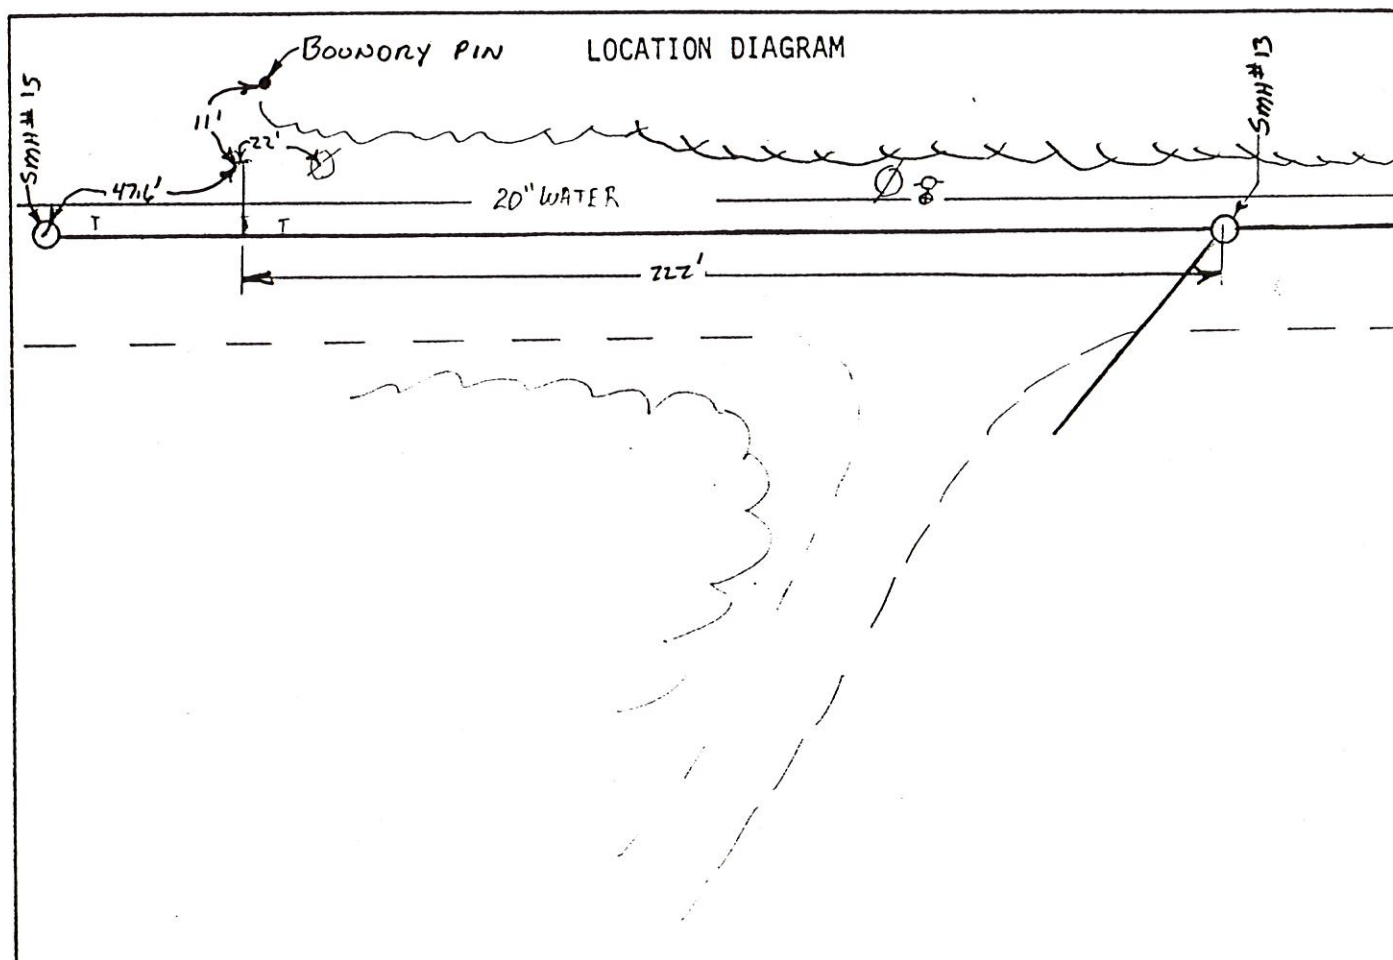 BOUNDRY PIN
LOCATION DIAGRAM
SMH# 15
SMH# 13
11'
22'
47.6'
20" WATER
T
T
222'